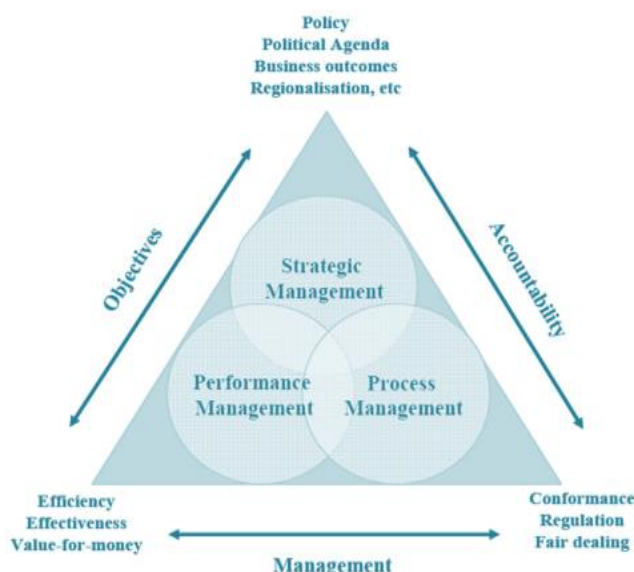 Policy
Political Agenda
Business outcomes
Regionalisation, etc
Objectives
Accountability
Strategic
Management
Performance
Management
Process
Management
Efficiency
Effectiveness
Value-for-money
Conformance
Regulation
Fair dealing
Management